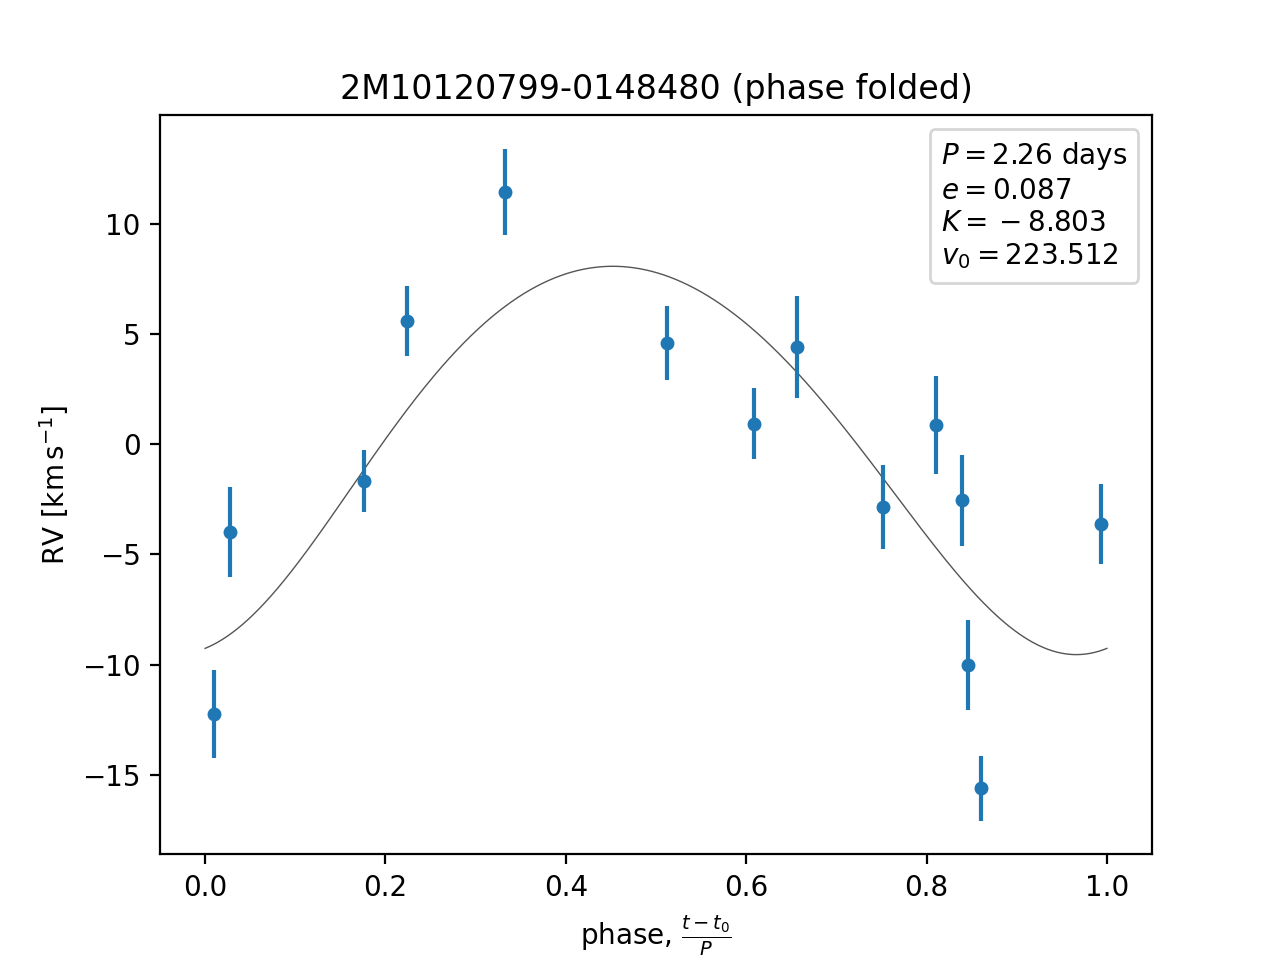 2M10120799-0148480 (phase folded)
P = 2.26 days
e = 0.087
K = −8.803
v₀ = 223.512
10
5
0
−5
−10
−15
RV [km s⁻¹]
0.0 0.2 0.4 0.6 0.8 1.0
phase, (t − t₀)/P